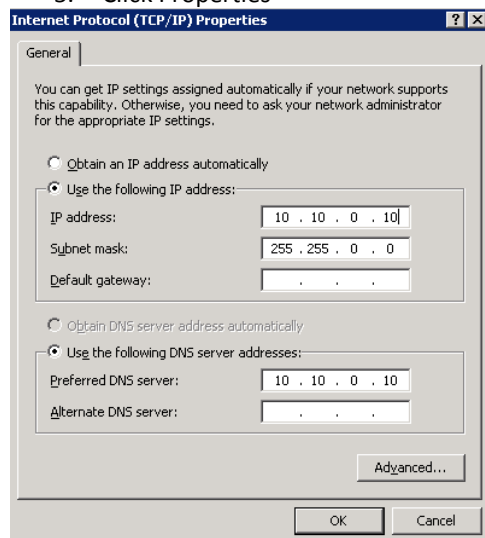 Click Properties
Internet Protocol (TCP/IP) Properties ? X
General
You can get IP settings assigned automatically if your network supports
this capability. Otherwise, you need to ask your network administrator
for the appropriate IP settings.
Obtain an IP address automatically
Use the following IP address:
IP address: 10 . 10 . 0 . 10
Subnet mask: 255 . 255 . 0 . 0
Default gateway: . . .
Obtain DNS server address automatically
Use the following DNS server addresses:
Preferred DNS server: 10 . 10 . 0 . 10
Alternate DNS server: . . .
Advanced...
OK Cancel